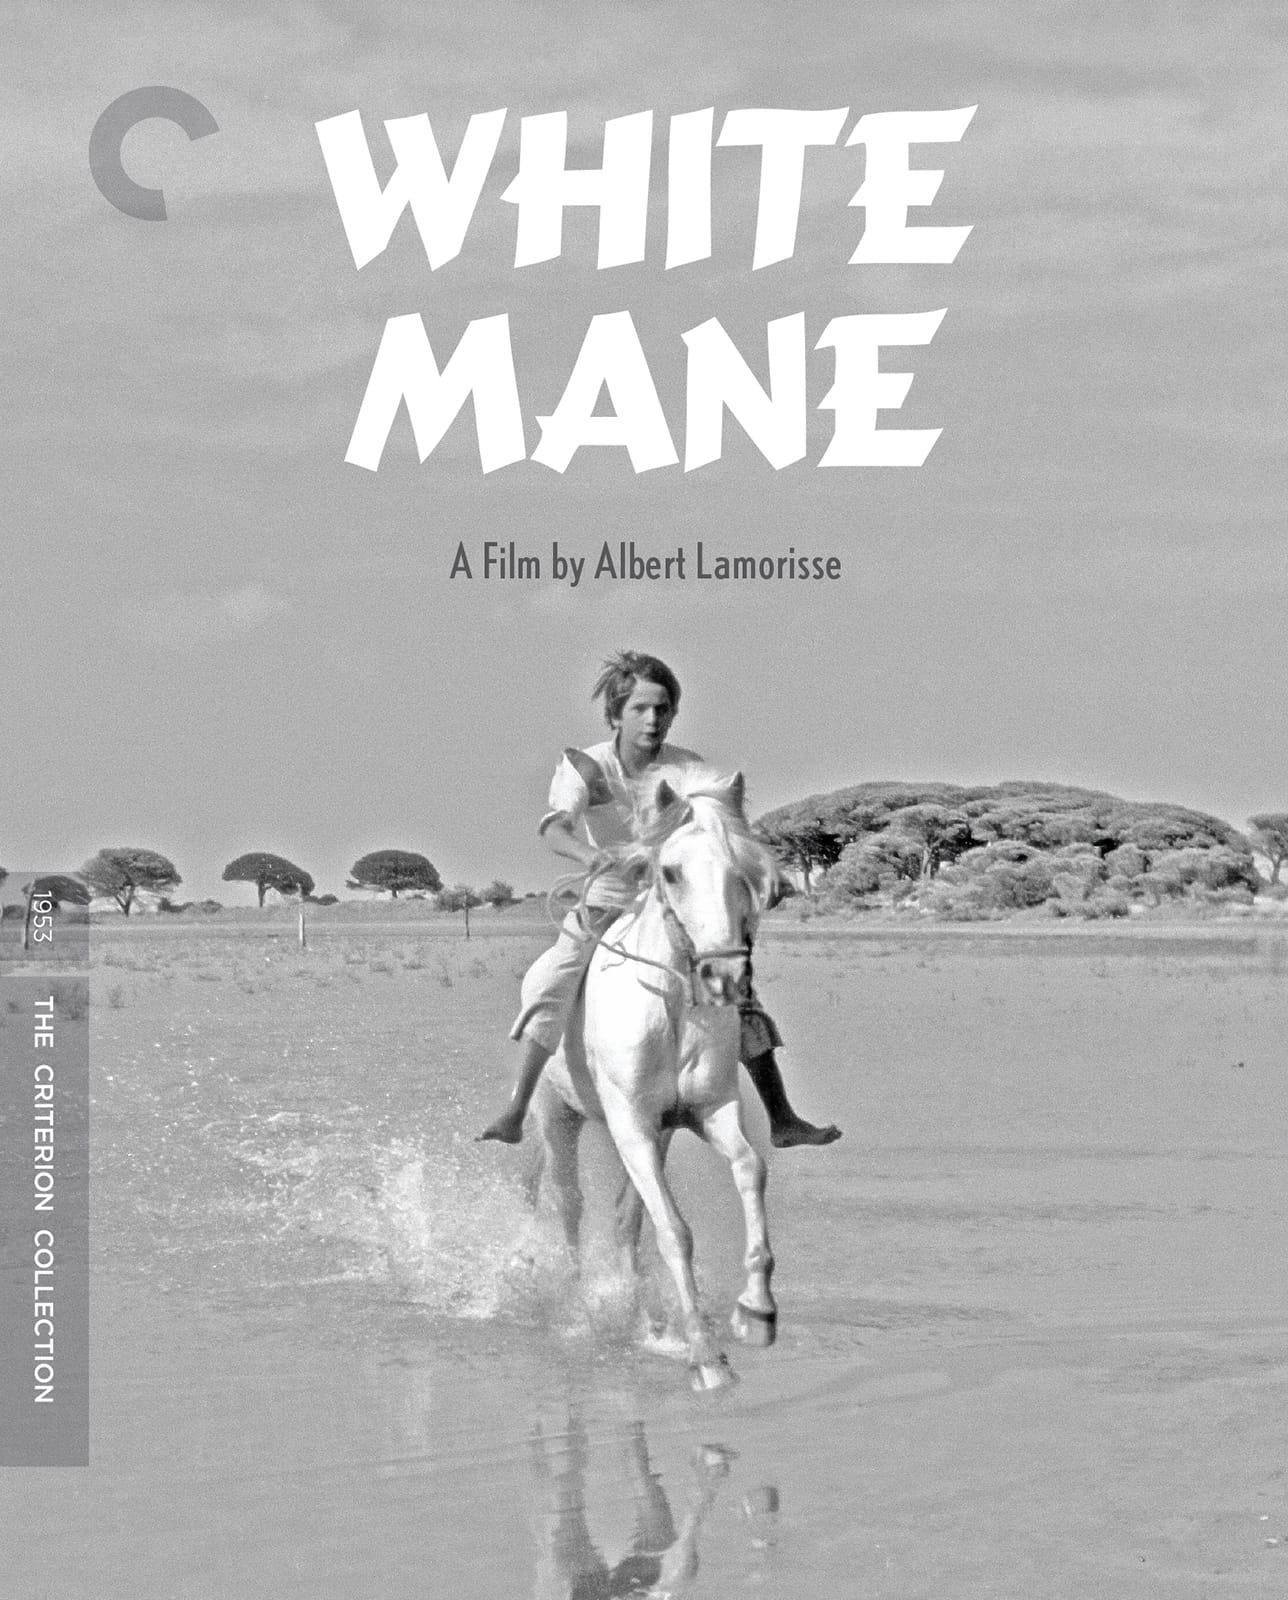 WHITE
MANE
A Film by Albert Lamorisse
1953
THE CRITERION COLLECTION